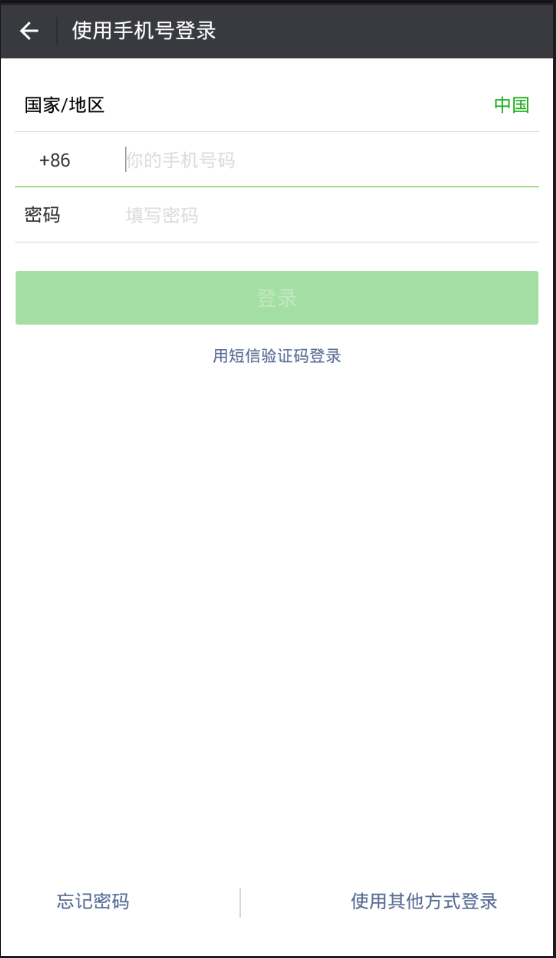 使用手机号登录
国家/地区 中国
+86 你的手机号码
密码 填写密码
登录
用短信验证码登录
忘记密码 使用其他方式登录